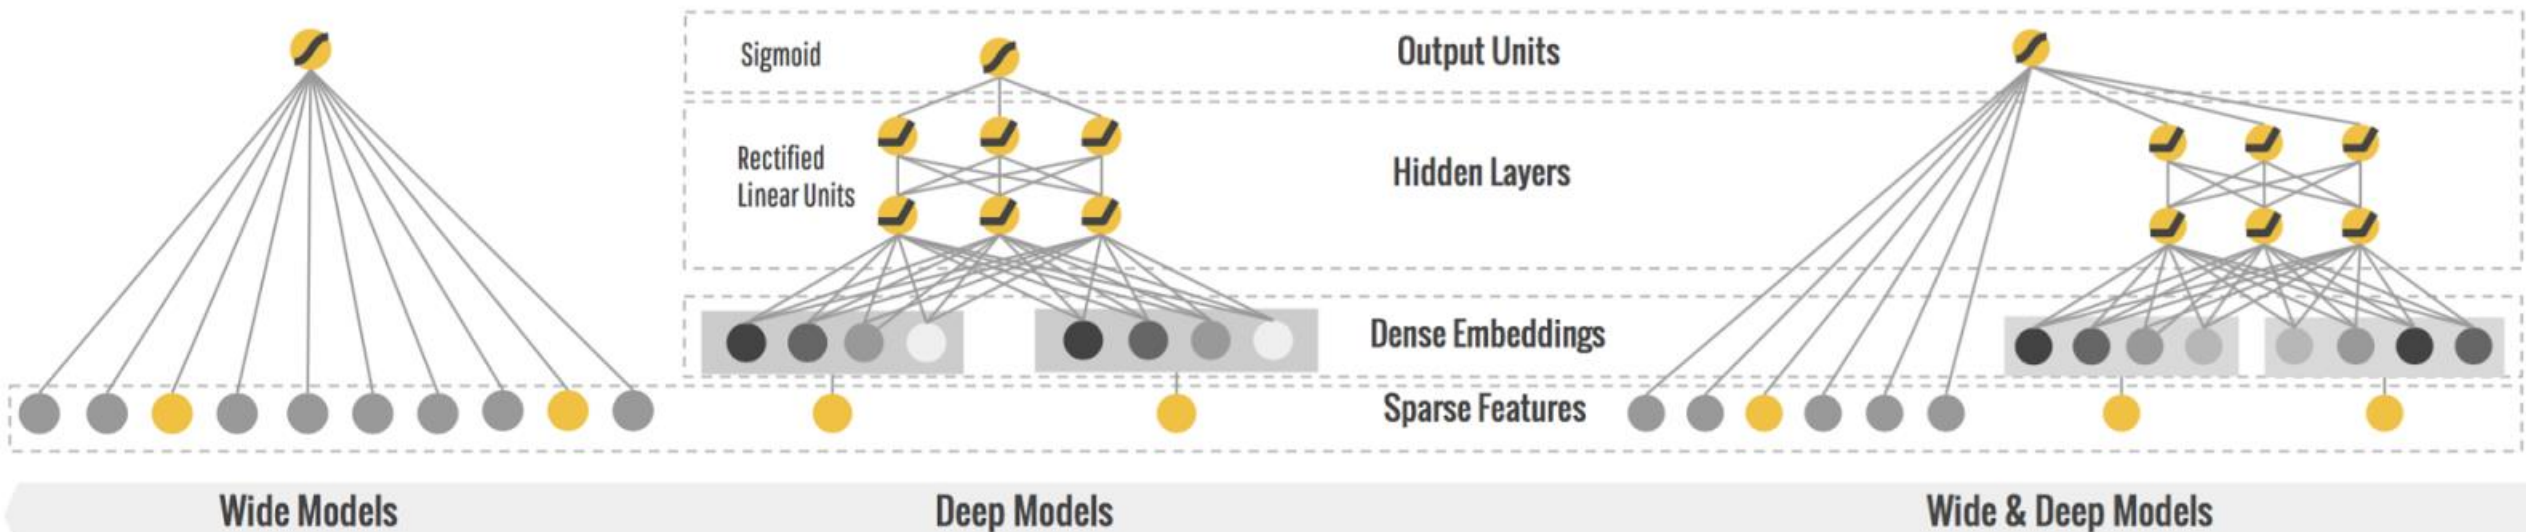 Sigmoid
Output Units
Rectified
Linear Units
Hidden Layers
Dense Embeddings
Sparse Features
Wide Models
Deep Models
Wide & Deep Models